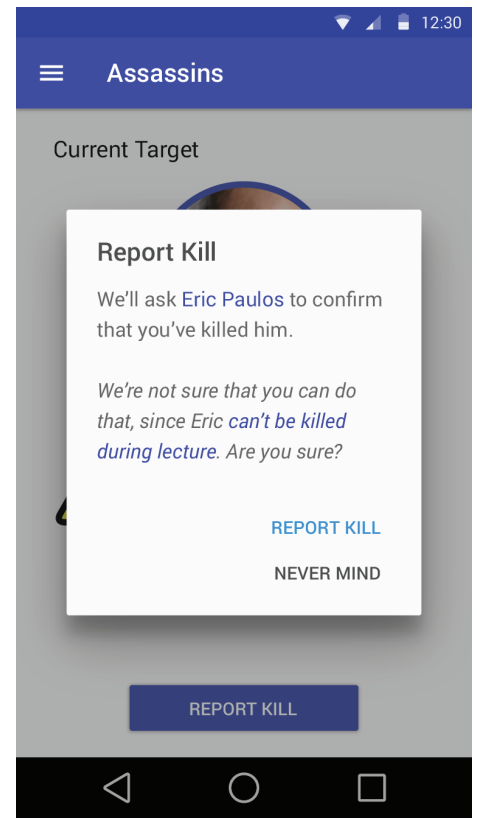 12:30
Assassins
Current Target
Report Kill
We'll ask Eric Paulos to confirm
that you've killed him.
We're not sure that you can do
that, since Eric can't be killed
during lecture. Are you sure?
REPORT KILL
NEVER MIND
REPORT KILL